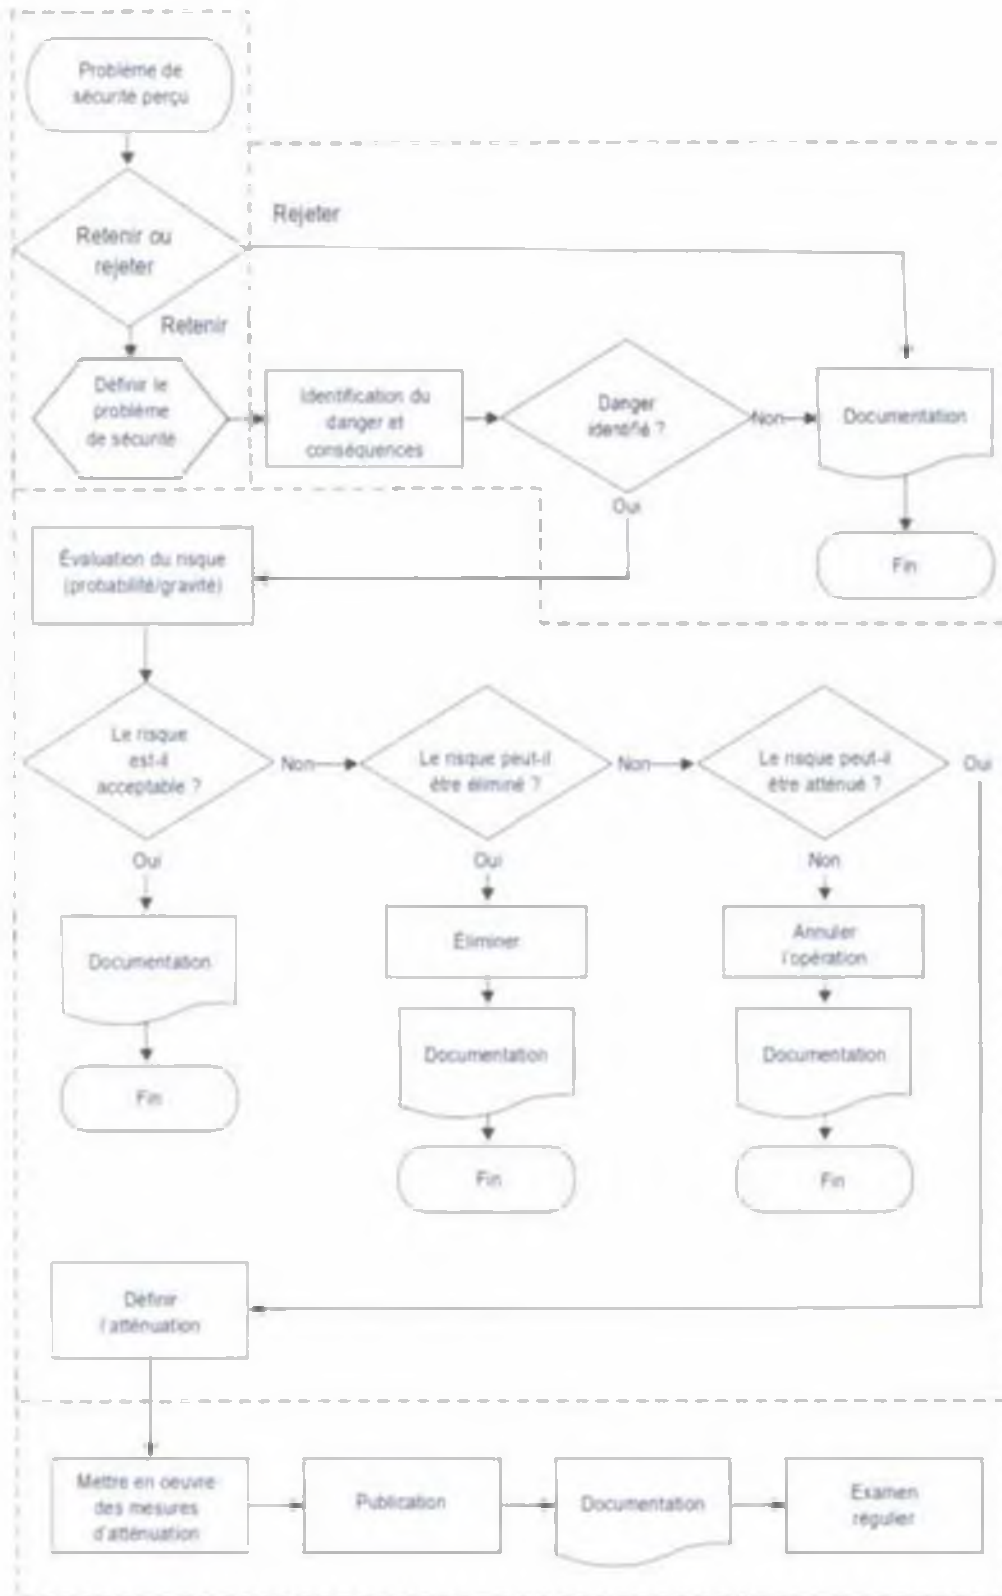 Problème de
sécurité perçu
Rejeter
Retenir ou
rejeter
Retenir
Définir le
problème
de sécurité
Identification du
danger et
conséquences
Danger
identifié ?
Non
Documentation
Oui
Fin
Évaluation du risque
(probabilité/gravité)
Le risque
est-il
acceptable ?
Non
Le risque peut-il
être éliminé ?
Non
Le risque peut-il
être atténué ?
Oui
Oui
Oui
Non
Documentation
Éliminer
Annuler
l'opération
Documentation
Documentation
Fin
Fin
Fin
Définir
l'atténuation
Mettre en oeuvre
des mesures
d'atténuation
Publication
Documentation
Examen
régulier